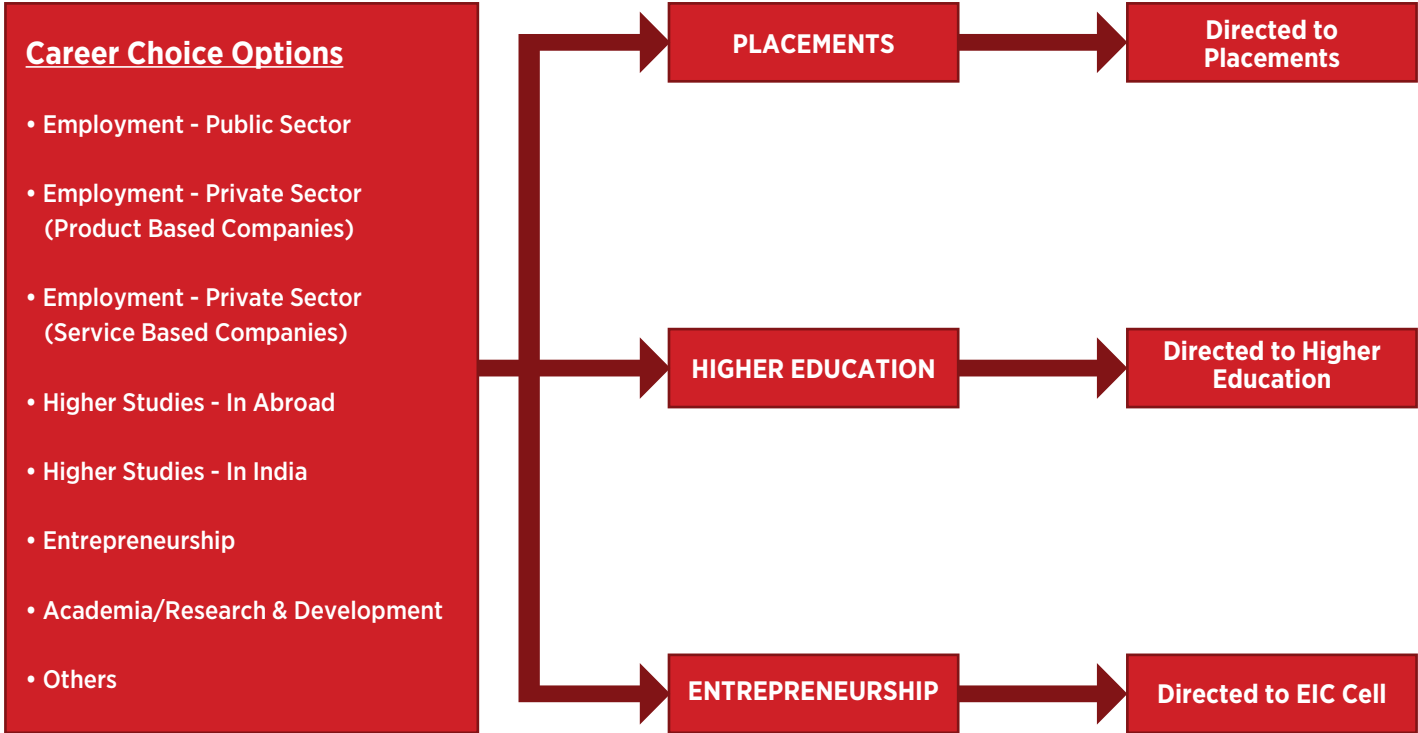 Career Choice Options
• Employment - Public Sector
• Employment - Private Sector
(Product Based Companies)
• Employment - Private Sector
(Service Based Companies)
• Higher Studies - In Abroad
• Higher Studies - In India
• Entrepreneurship
• Academia/Research & Development
• Others
PLACEMENTS
Directed to
Placements
HIGHER EDUCATION
Directed to Higher
Education
ENTREPRENEURSHIP
Directed to EIC Cell